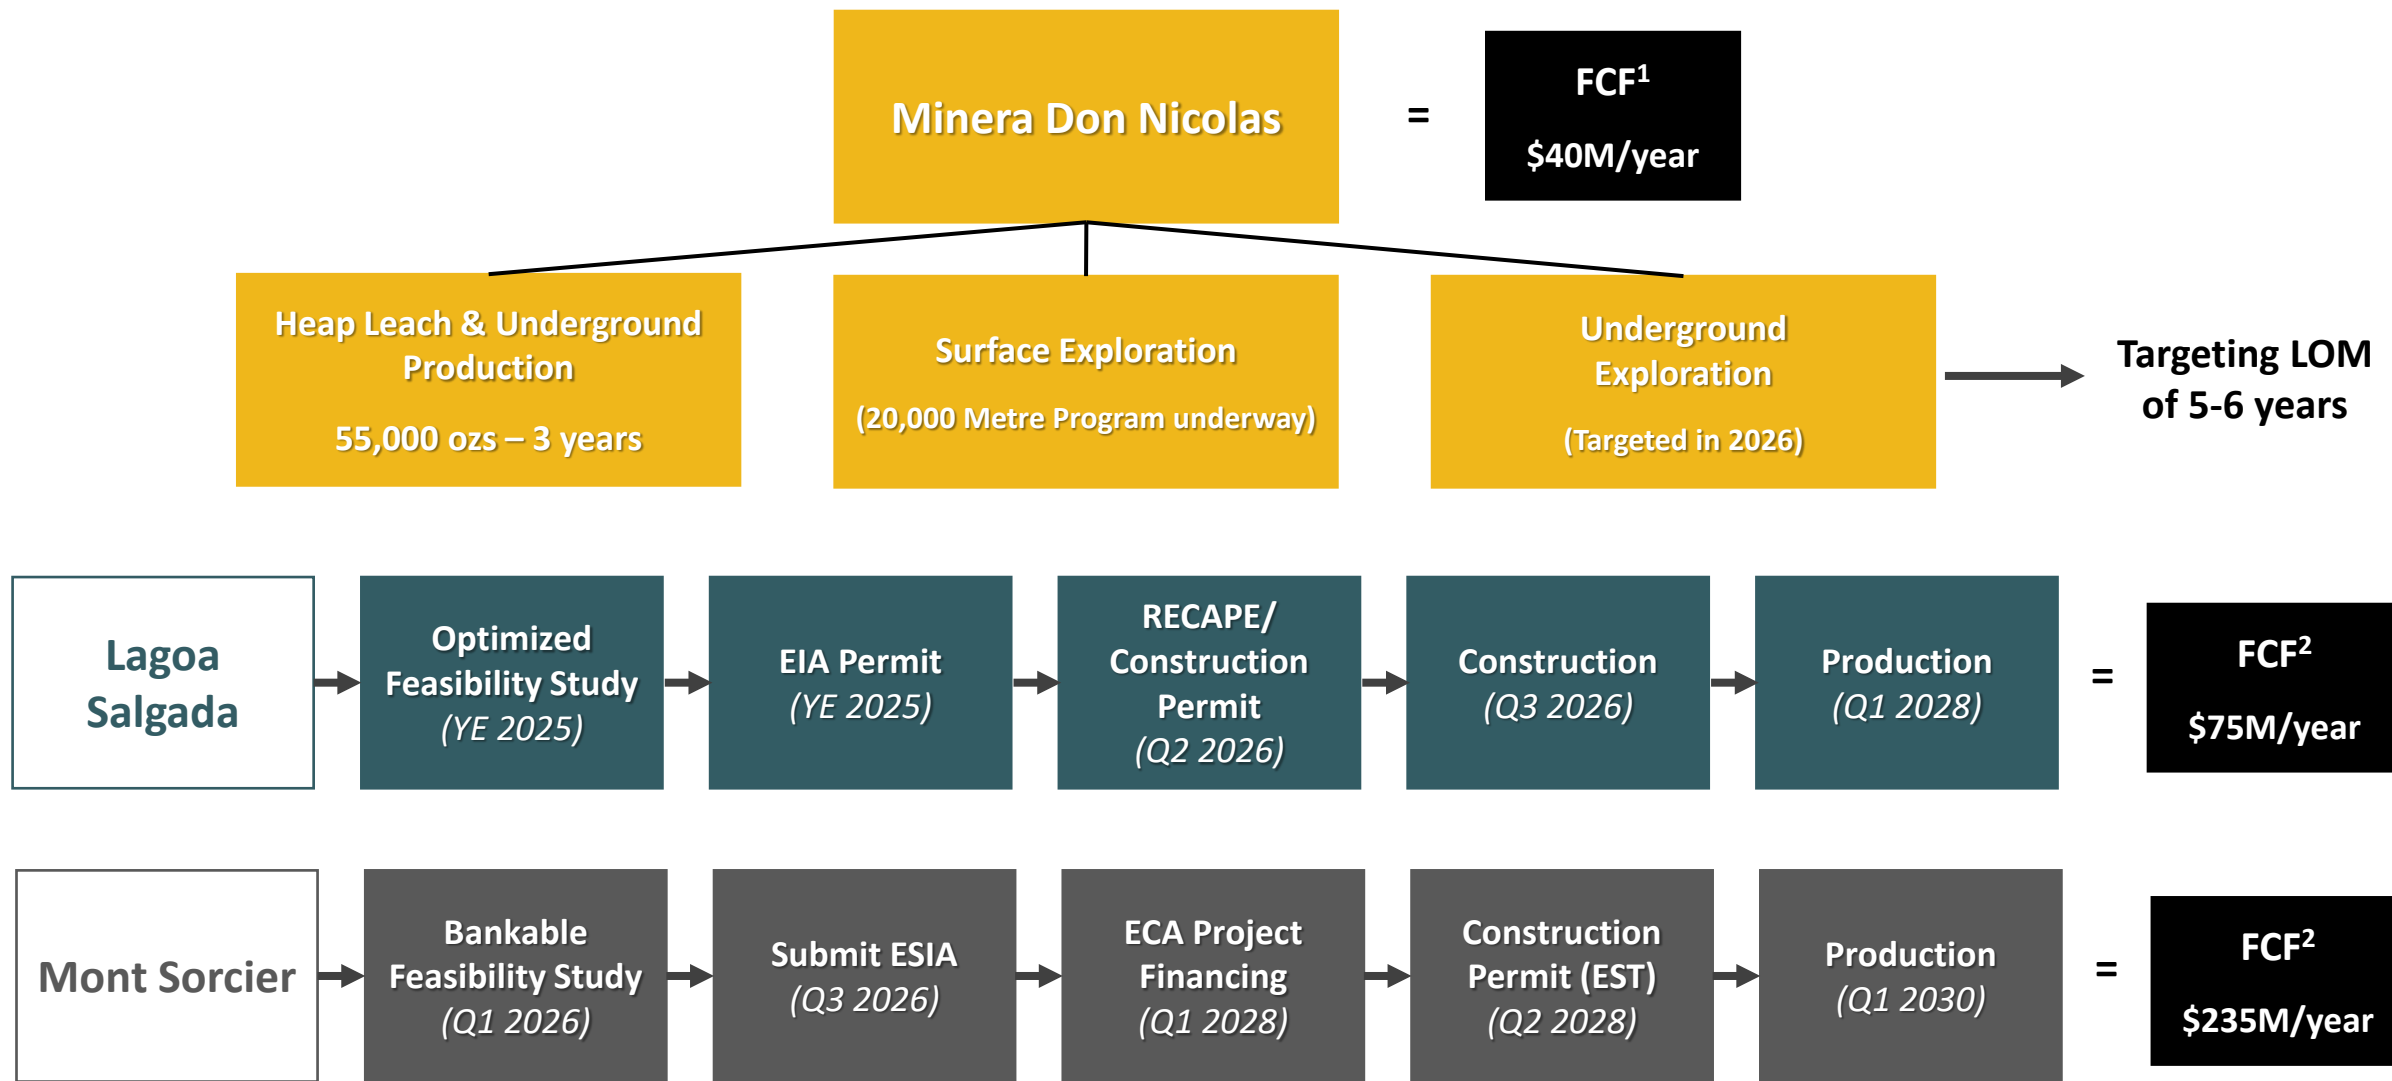 Minera Don Nicolas
=
FCF¹
$40M/year
Heap Leach & Underground
Production
55,000 ozs – 3 years
Surface Exploration
(20,000 Metre Program underway)
Underground
Exploration
(Targeted in 2026)
Targeting LOM
of 5-6 years
Lagoa
Salgada
Optimized
Feasibility Study
(YE 2025)
EIA Permit
(YE 2025)
RECAPE/
Construction
Permit
(Q2 2026)
Construction
(Q3 2026)
Production
(Q1 2028)
=
FCF²
$75M/year
Mont Sorcier
Bankable
Feasibility Study
(Q1 2026)
Submit ESIA
(Q3 2026)
ECA Project
Financing
(Q1 2028)
Construction
Permit (EST)
(Q2 2028)
Production
(Q1 2030)
=
FCF²
$235M/year